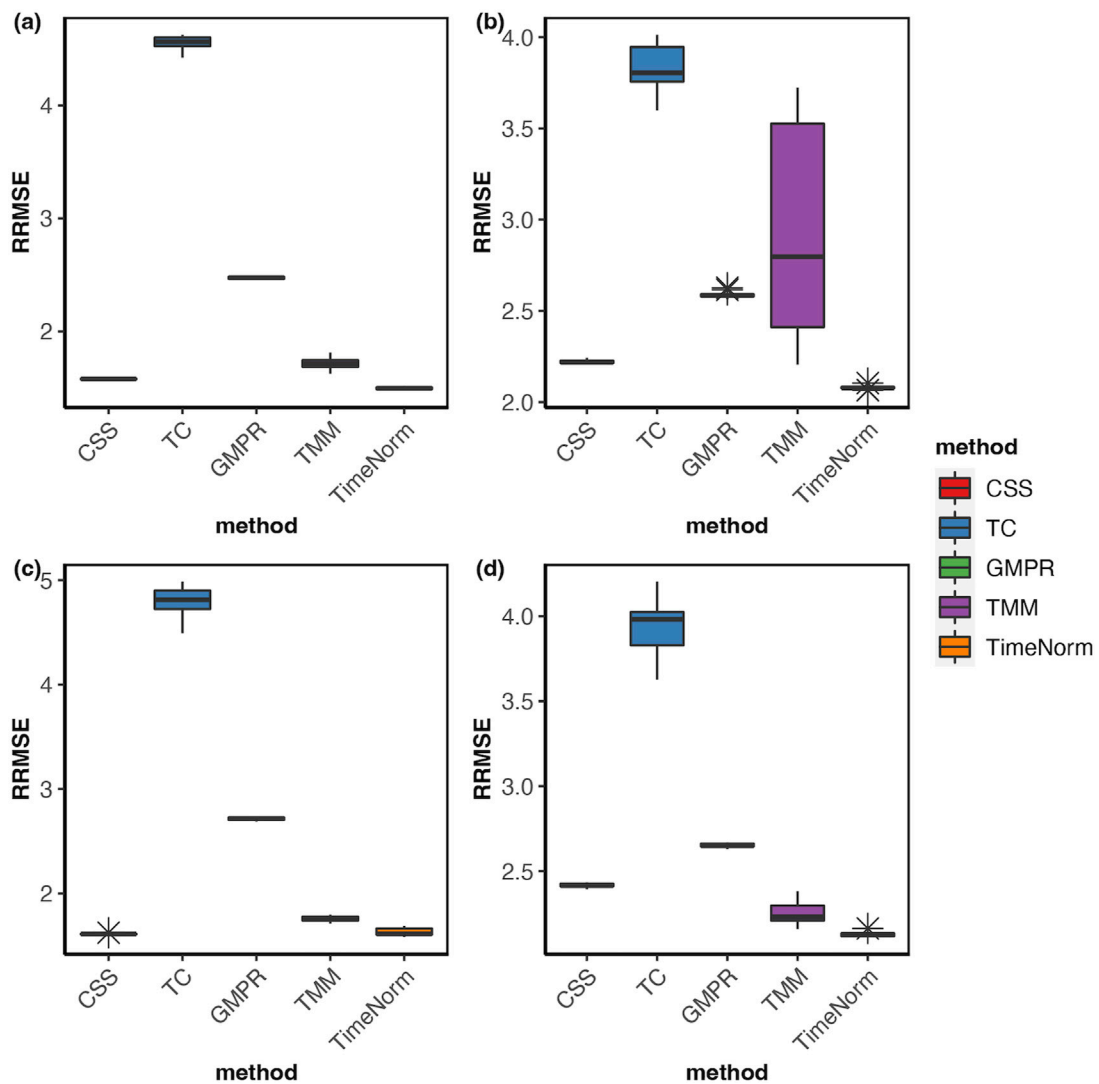 (a)
RRMSE
4
3
2
CSS
TC
GMPR
TMM
TimeNorm
method
(b)
RRMSE
4.0
3.5
3.0
2.5
2.0
CSS
TC
GMPR
TMM
TimeNorm
method
(c)
RRMSE
5
4
3
2
CSS
TC
GMPR
TMM
TimeNorm
method
(d)
RRMSE
4.0
3.5
3.0
2.5
CSS
TC
GMPR
TMM
TimeNorm
method
method
CSS
TC
GMPR
TMM
TimeNorm